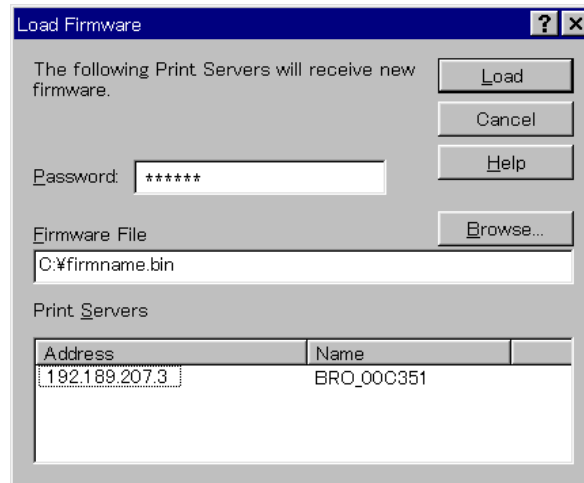 Load Firmware
The following Print Servers will receive new
firmware.
Load
Cancel
Help
Password: ******
Browse...
Firmware File
C:¥firmname.bin
Print Servers
Address Name
192.189.207.3 BRO_00C351